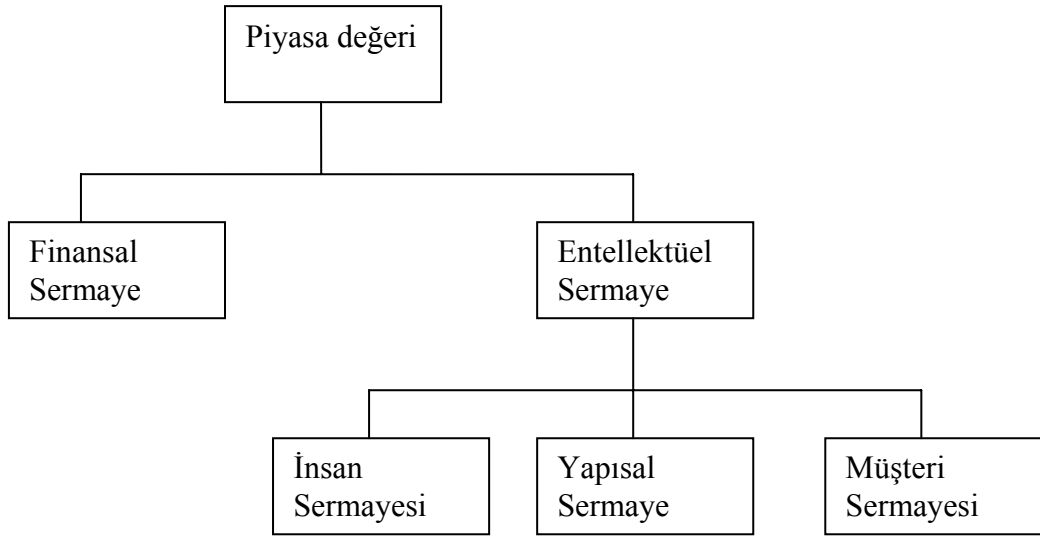 Piyasa değeri
Finansal
Sermaye
Entellektüel
Sermaye
İnsan
Sermayesi
Yapısal
Sermaye
Müşteri
Sermayesi